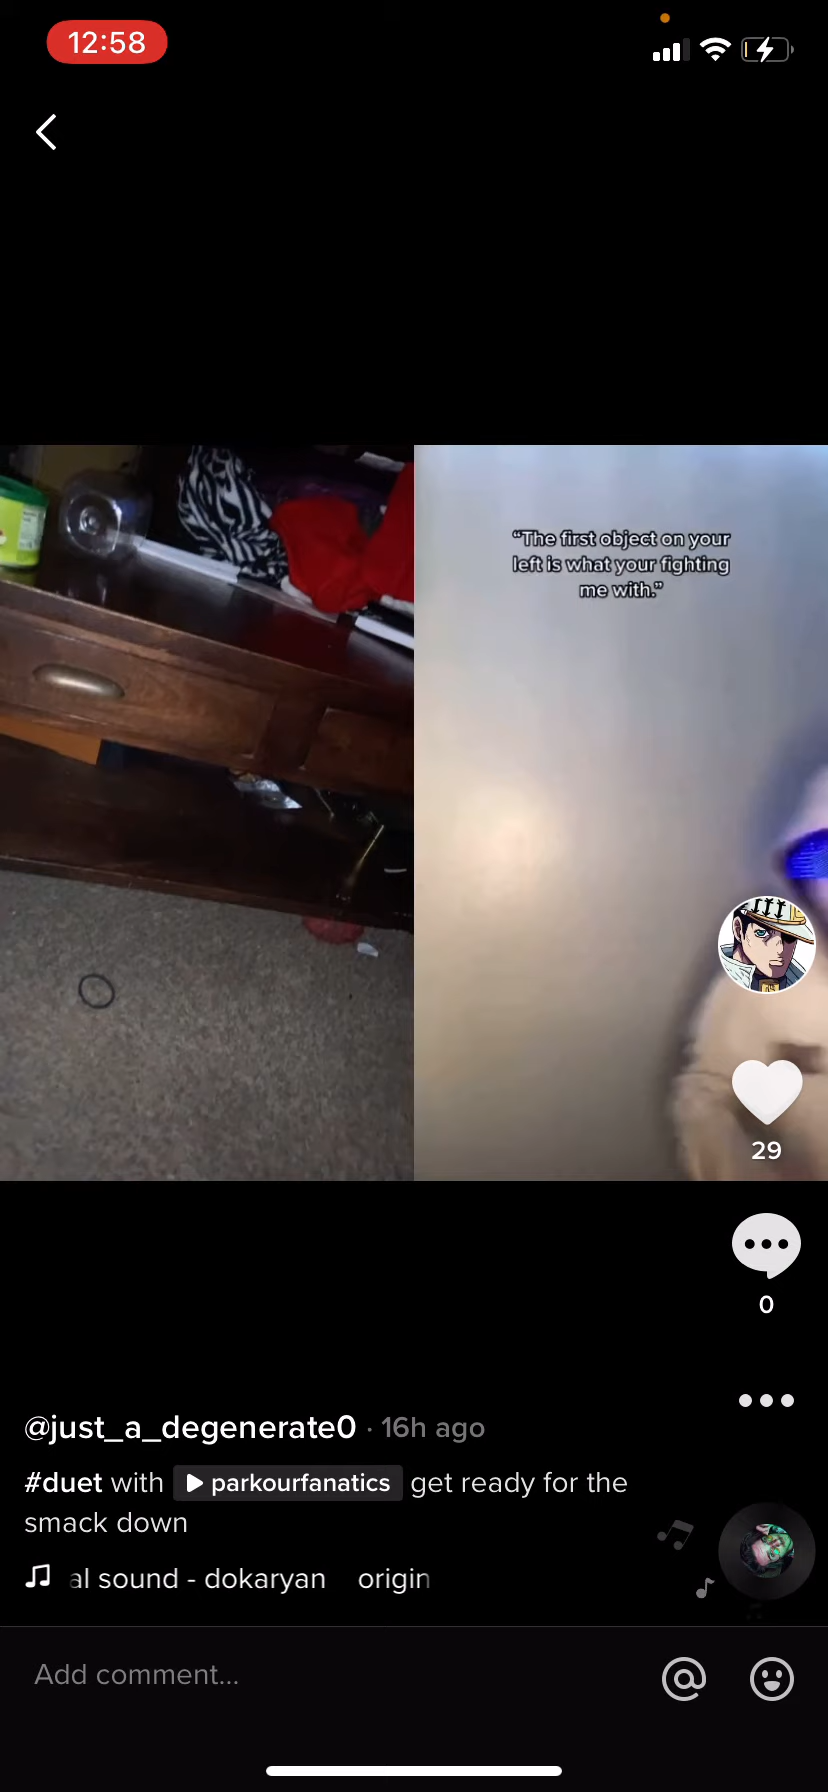 12:58
“The first object on your
left is what your fighting
me with.”
29
0
@just_a_degenerate0 · 16h ago
#duet with parkourfanatics get ready for the
smack down
al sound - dokaryan origin
Add comment...